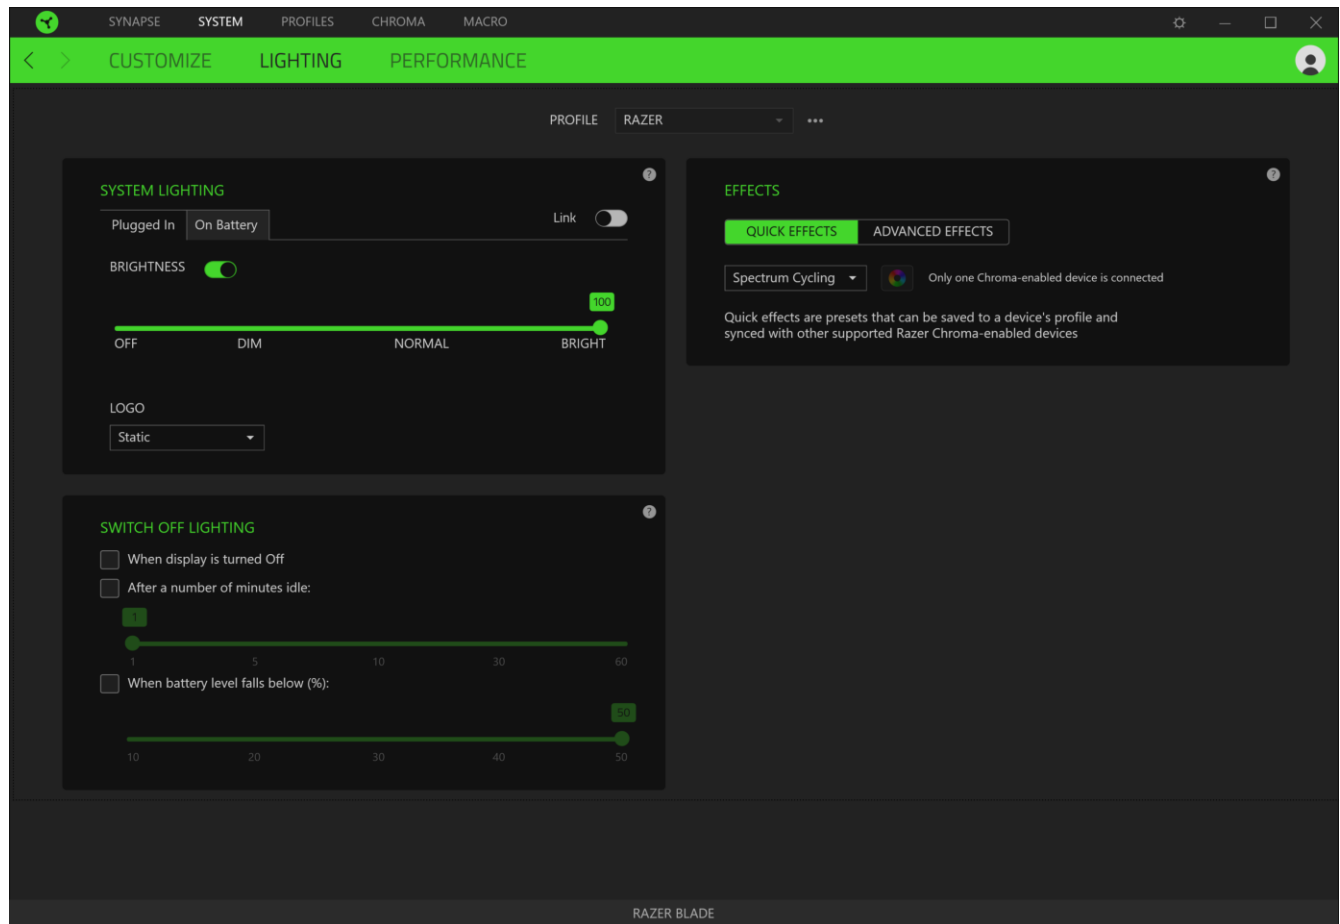 SYNAPSE SYSTEM PROFILES CHROMA MACRO
CUSTOMIZE LIGHTING PERFORMANCE
PROFILE RAZER
SYSTEM LIGHTING
Plugged In On Battery Link
BRIGHTNESS
100
OFF DIM NORMAL BRIGHT
LOGO
Static
SWITCH OFF LIGHTING
When display is turned Off
After a number of minutes idle:
1
1 5 10 30 60
When battery level falls below (%):
50
10 20 30 40 50
EFFECTS
QUICK EFFECTS ADVANCED EFFECTS
Spectrum Cycling Only one Chroma-enabled device is connected
Quick effects are presets that can be saved to a device's profile and
synced with other supported Razer Chroma-enabled devices
RAZER BLADE